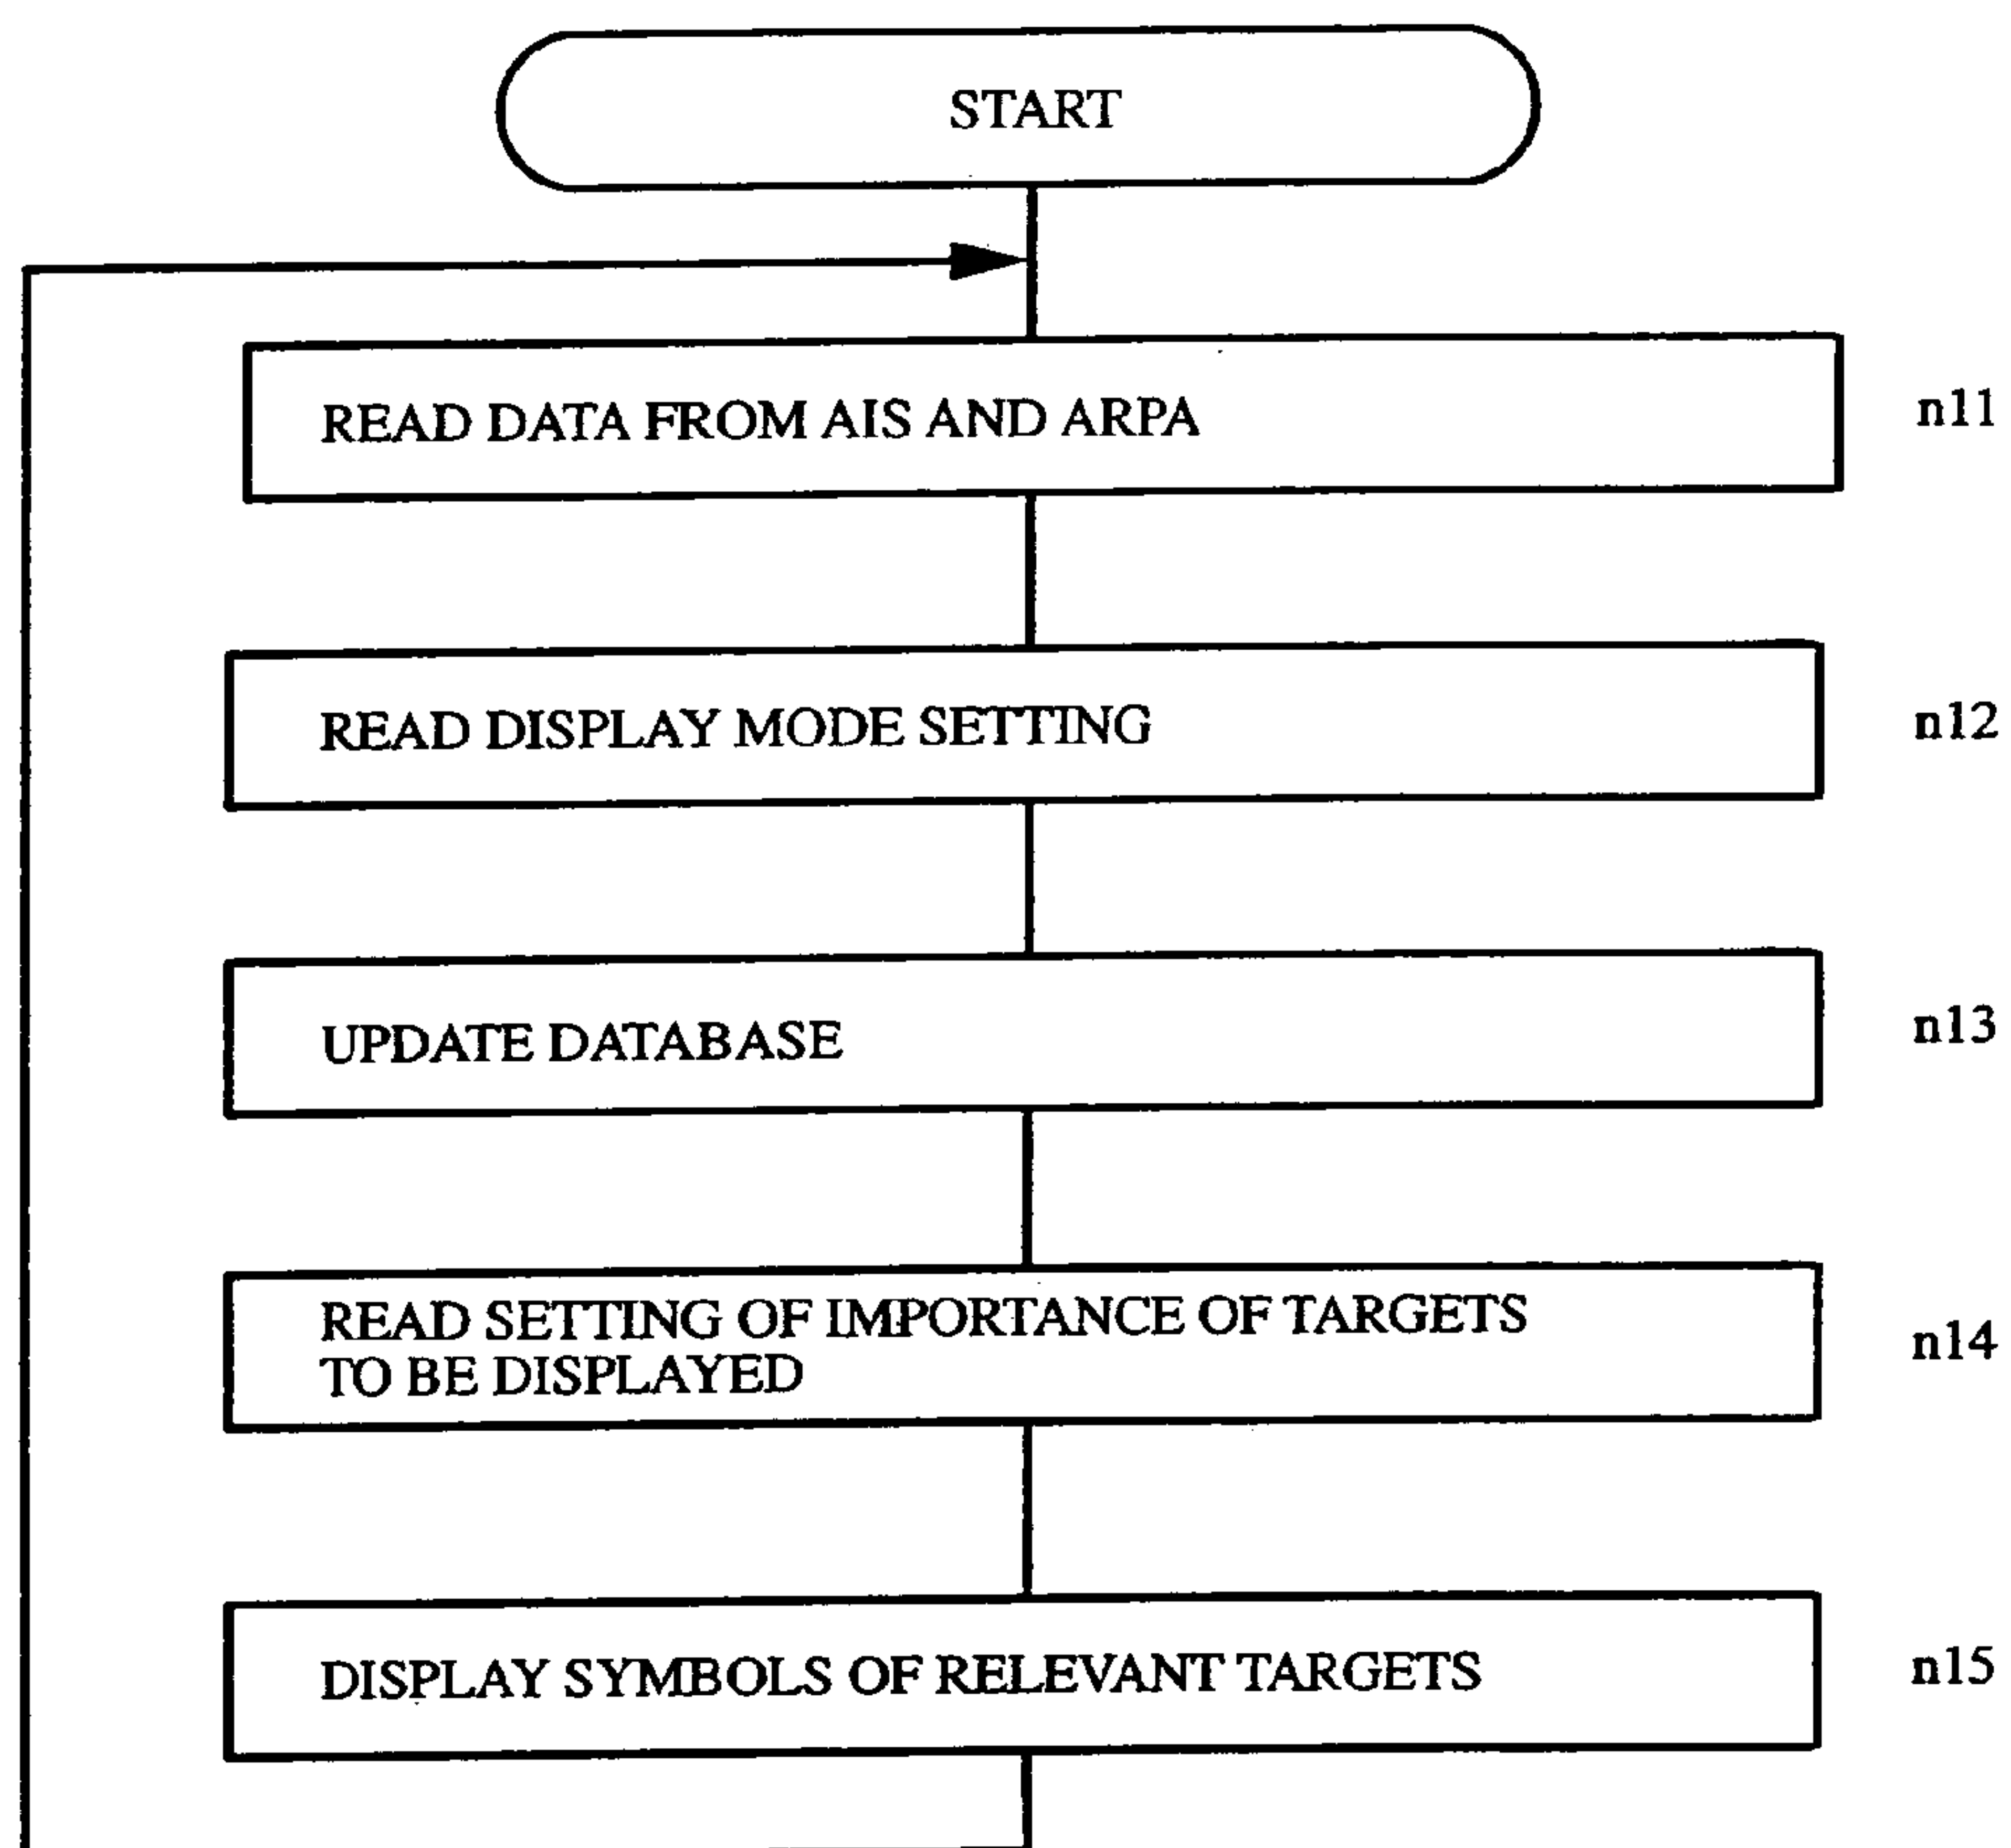 START
READ DATA FROM AIS AND ARPA
n11
READ DISPLAY MODE SETTING
n12
UPDATE DATABASE
n13
READ SETTING OF IMPORTANCE OF TARGETS
TO BE DISPLAYED
n14
DISPLAY SYMBOLS OF RELEVANT TARGETS
n15